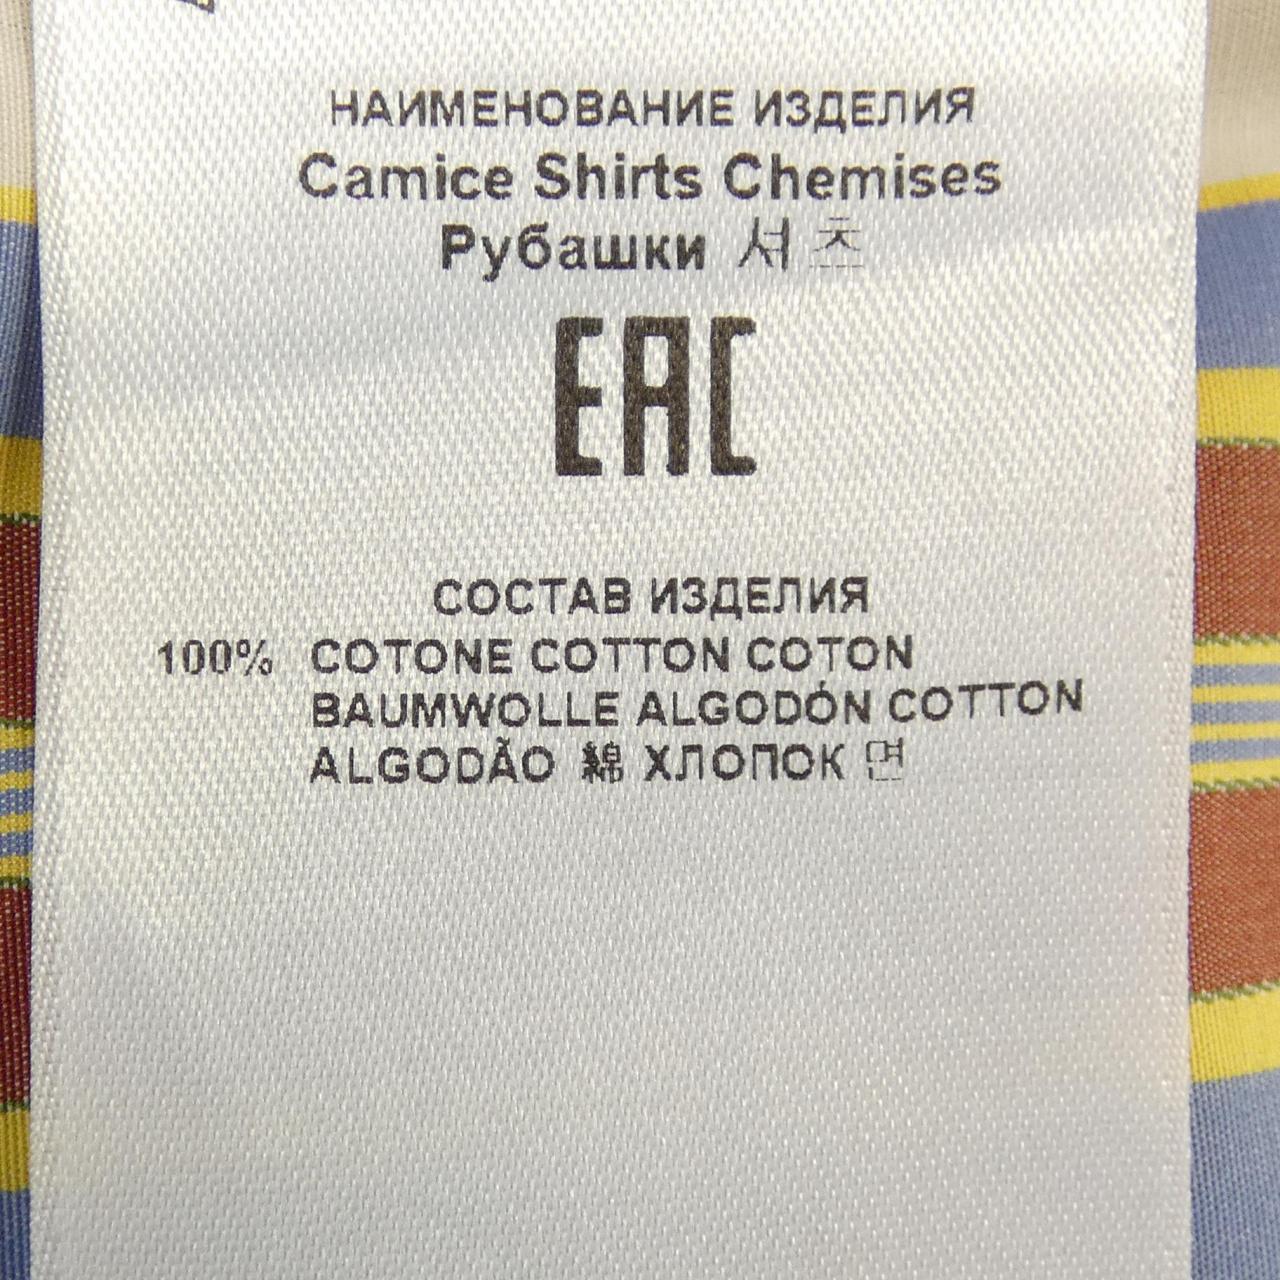 НАИМЕНОВАНИЕ ИЗДЕЛИЯ
Camice Shirts Chemises
Рубашки 셔츠
EAC
СОСТАВ ИЗДЕЛИЯ
100% COTONE COTTON COTON
BAUMWOLLE ALGODÓN COTTON
ALGODÃO 綿 ХЛОПОК 면